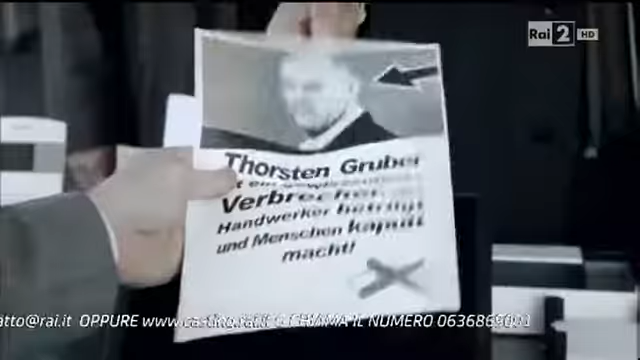 Rai 2 HD
Thorsten Gruber
Verbrecher
Handwerker betrügt
und Menschen kaputt
macht!
atto@rai.it OPPURE www.casting.rai.it CHIAMA IL NUMERO 0636869001